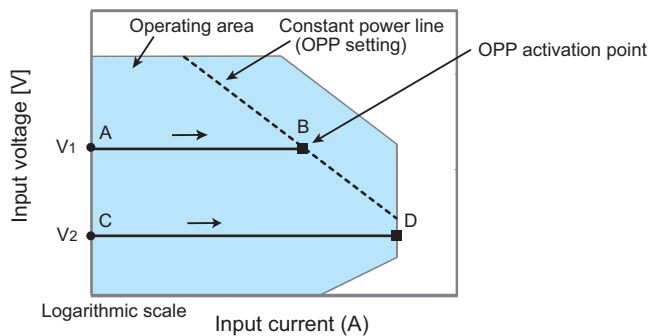 Operating area
Constant power line
(OPP setting)
OPP activation point
Input voltage [V]
A
B
V1
C
D
V2
Logarithmic scale
Input current (A)